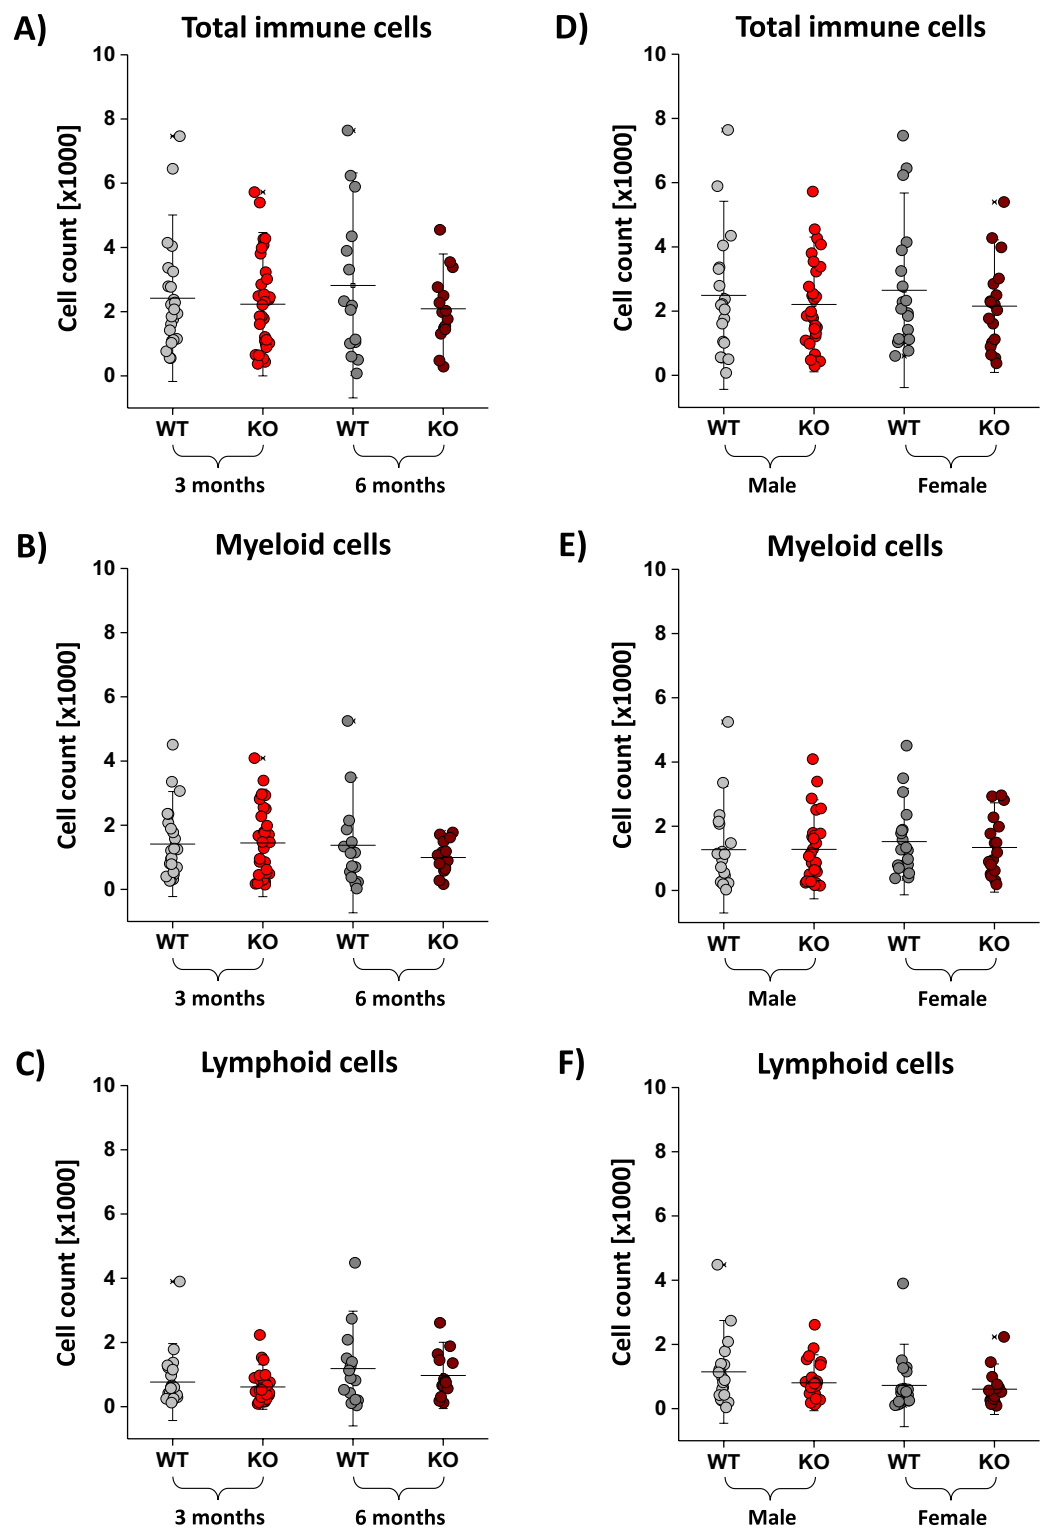 A)
Total immune cells
Cell count [x1000]
10
8
6
4
2
0
WT KO WT KO
3 months 6 months
D)
Total immune cells
Cell count [x1000]
10
8
6
4
2
0
WT KO WT KO
Male Female
B)
Myeloid cells
Cell count [x1000]
10
8
6
4
2
0
WT KO WT KO
3 months 6 months
E)
Myeloid cells
Cell count [x1000]
10
8
6
4
2
0
WT KO WT KO
Male Female
C)
Lymphoid cells
Cell count [x1000]
10
8
6
4
2
0
WT KO WT KO
3 months 6 months
F)
Lymphoid cells
Cell count [x1000]
10
8
6
4
2
0
WT KO WT KO
Male Female